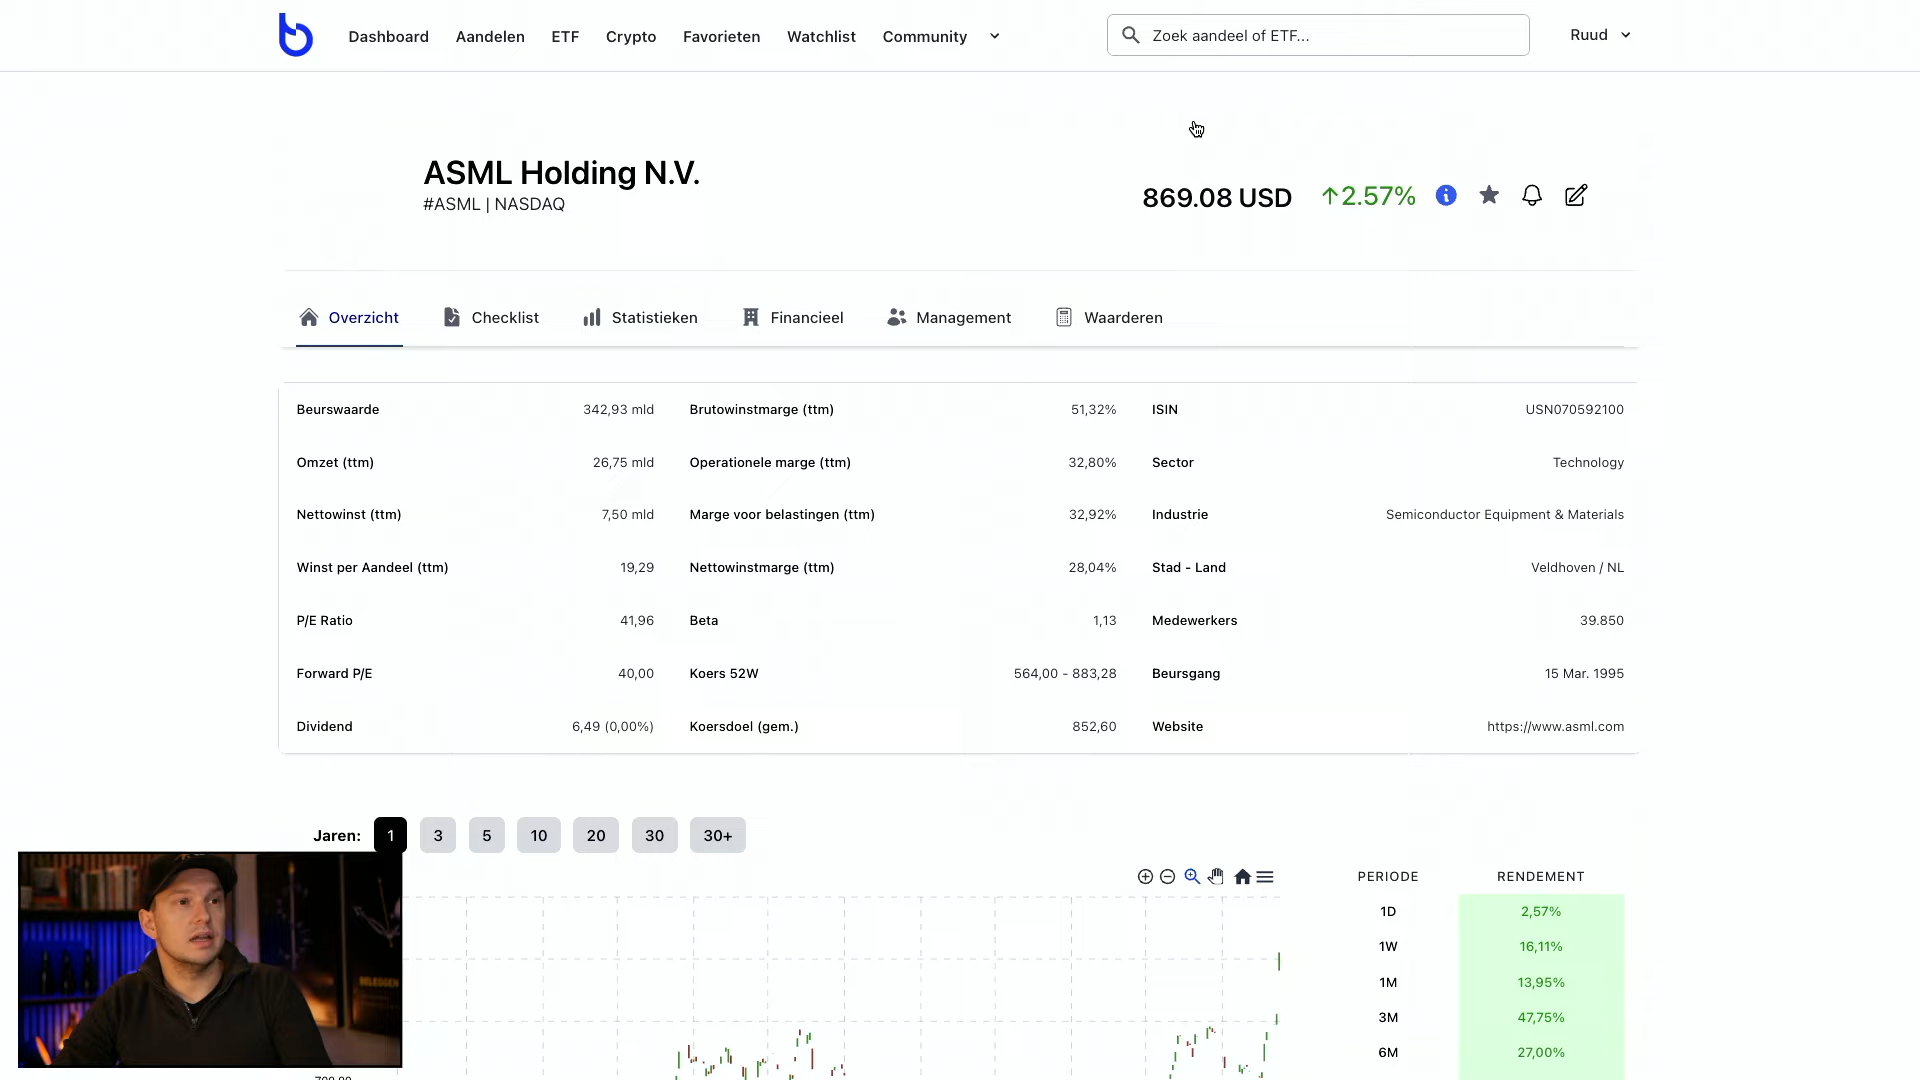 Dashboard Aandelen ETF Crypto Favorieten Watchlist Community Zoek aandeel of ETF... Ruud
ASML Holding N.V.
#ASML | NASDAQ
869.08 USD ↑2.57%
Overzicht Checklist Statistieken Financieel Management Waarderen
Beurswaarde 342,93 mld Brutowinstmarge (ttm) 51,32% ISIN USN070592100
Omzet (ttm) 26,75 mld Operationele marge (ttm) 32,80% Sector Technology
Nettowinst (ttm) 7,50 mld Marge voor belastingen (ttm) 32,92% Industrie Semiconductor Equipment & Materials
Winst per Aandeel (ttm) 19,29 Nettowinstmarge (ttm) 28,04% Stad - Land Veldhoven / NL
P/E Ratio 41,96 Beta 1,13 Medewerkers 39.850
Forward P/E 40,00 Koers 52W 564,00 - 883,28 Beursgang 15 Mar. 1995
Dividend 6,49 (0,00%) Koersdoel (gem.) 852,60 Website https://www.asml.com
Jaren: 1 3 5 10 20 30 30+
PERIODE RENDEMENT
1D 2,57%
1W 16,11%
1M 13,95%
3M 47,75%
6M 27,00%
BELEGGEN